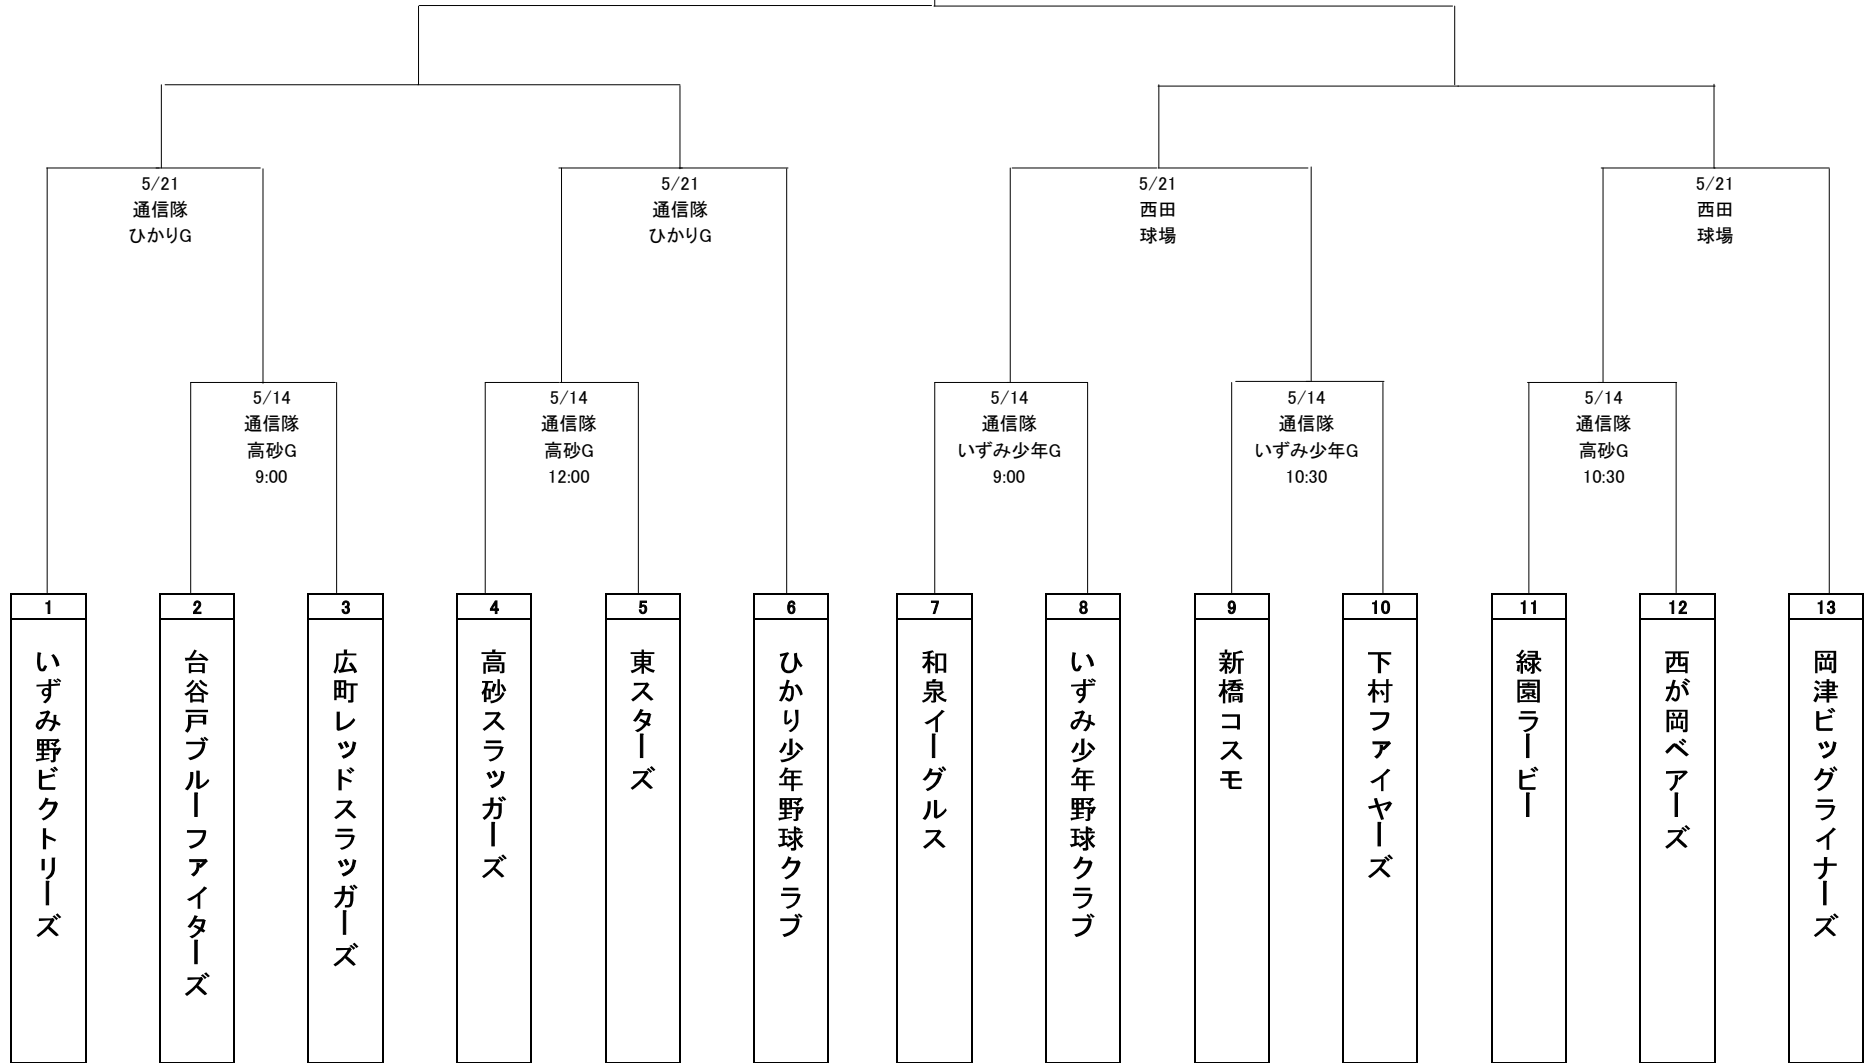 5/21
通信隊
ひかりG
5/21
通信隊
ひかりG
5/21
西田
球場
5/21
西田
球場
5/14
通信隊
高砂G
9:00
5/14
通信隊
高砂G
12:00
5/14
通信隊
いずみ少年G
9:00
5/14
通信隊
いずみ少年G
10:30
5/14
通信隊
高砂G
10:30
1
いずみ野ビクトリーズ
2
台谷戸ブルーファイターズ
3
広町レッドスラッガーズ
4
高砂スラッガーズ
5
東スターズ
6
ひかり少年野球クラブ
7
和泉イーグルス
8
いずみ少年野球クラブ
9
新橋コスモ
10
下村ファイヤーズ
11
緑園ラービー
12
西が岡ベアーズ
13
岡津ビッグライナーズ